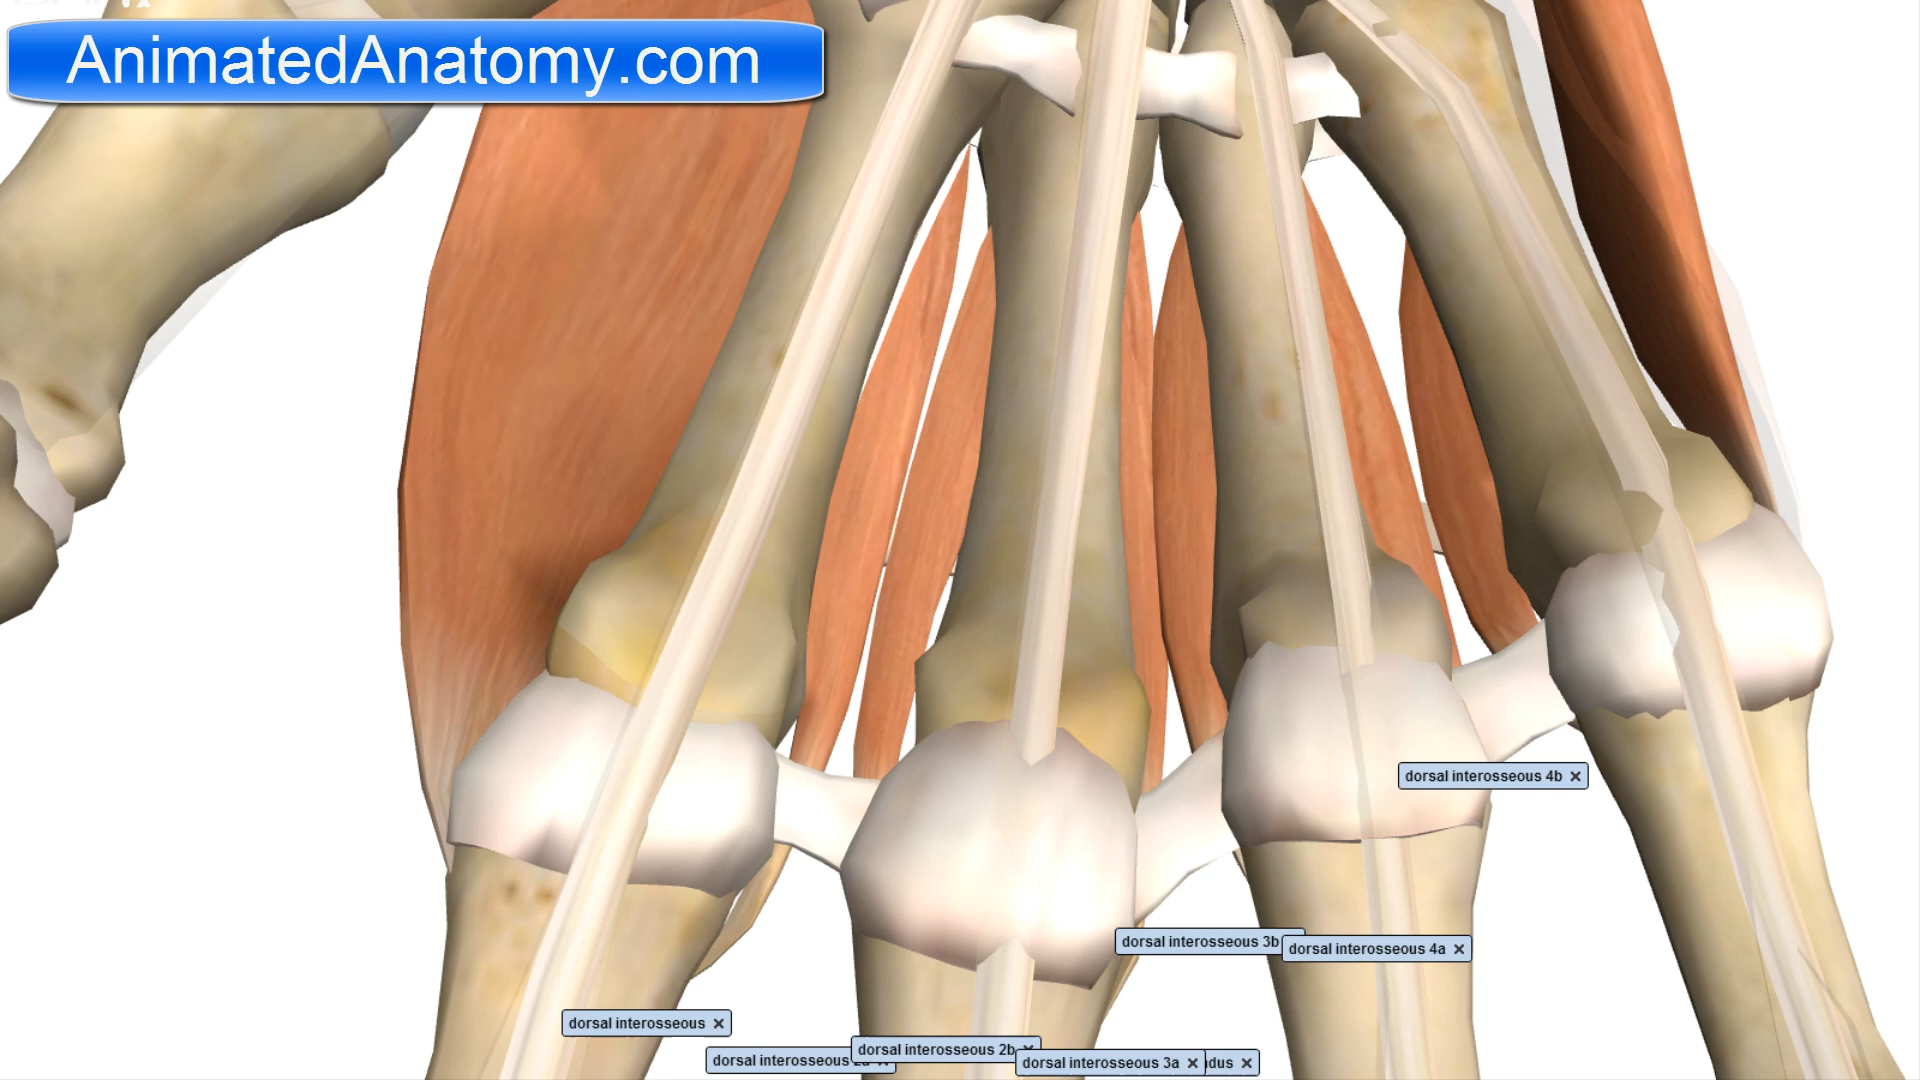 AnimatedAnatomy.com
dorsal interosseous 4b
dorsal interosseous 3b
dorsal interosseous 4a
dorsal interosseous
dorsal interosseous 2b
dorsal interosseous
dorsal interosseous 3a